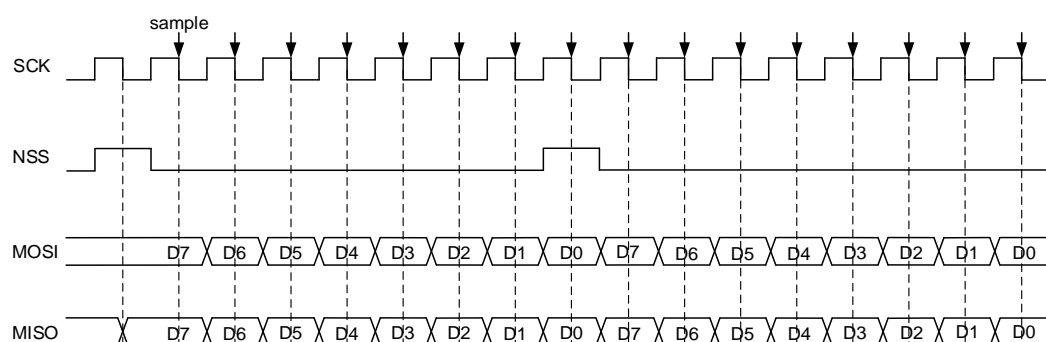 sample
SCK
NSS
MOSI D7 D6 D5 D4 D3 D2 D1 D0 D7 D6 D5 D4 D3 D2 D1 D0
MISO D7 D6 D5 D4 D3 D2 D1 D0 D7 D6 D5 D4 D3 D2 D1 D0